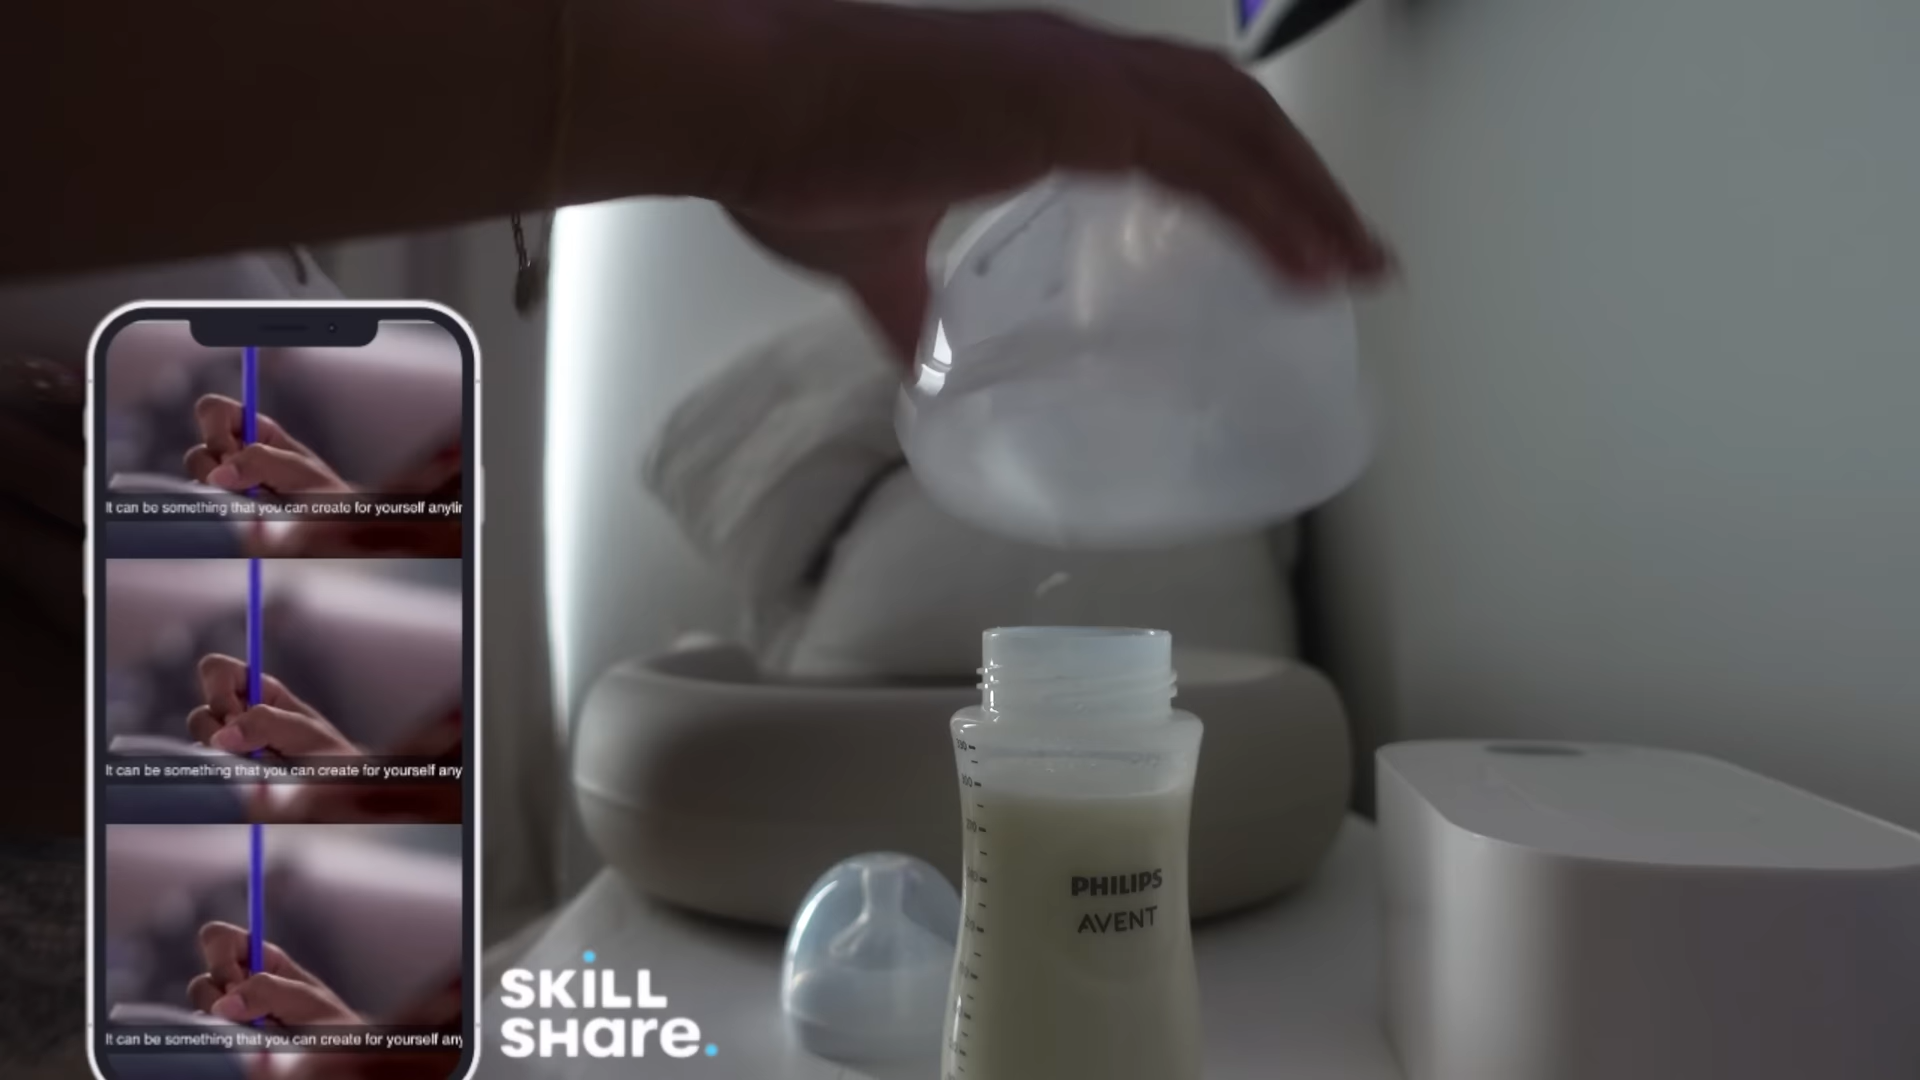 It can be something that you can create for yourself anytin
It can be something that you can create for yourself any
It can be something that you can create for yourself any
SKiLL
SHare.
PHILIPS
AVENT